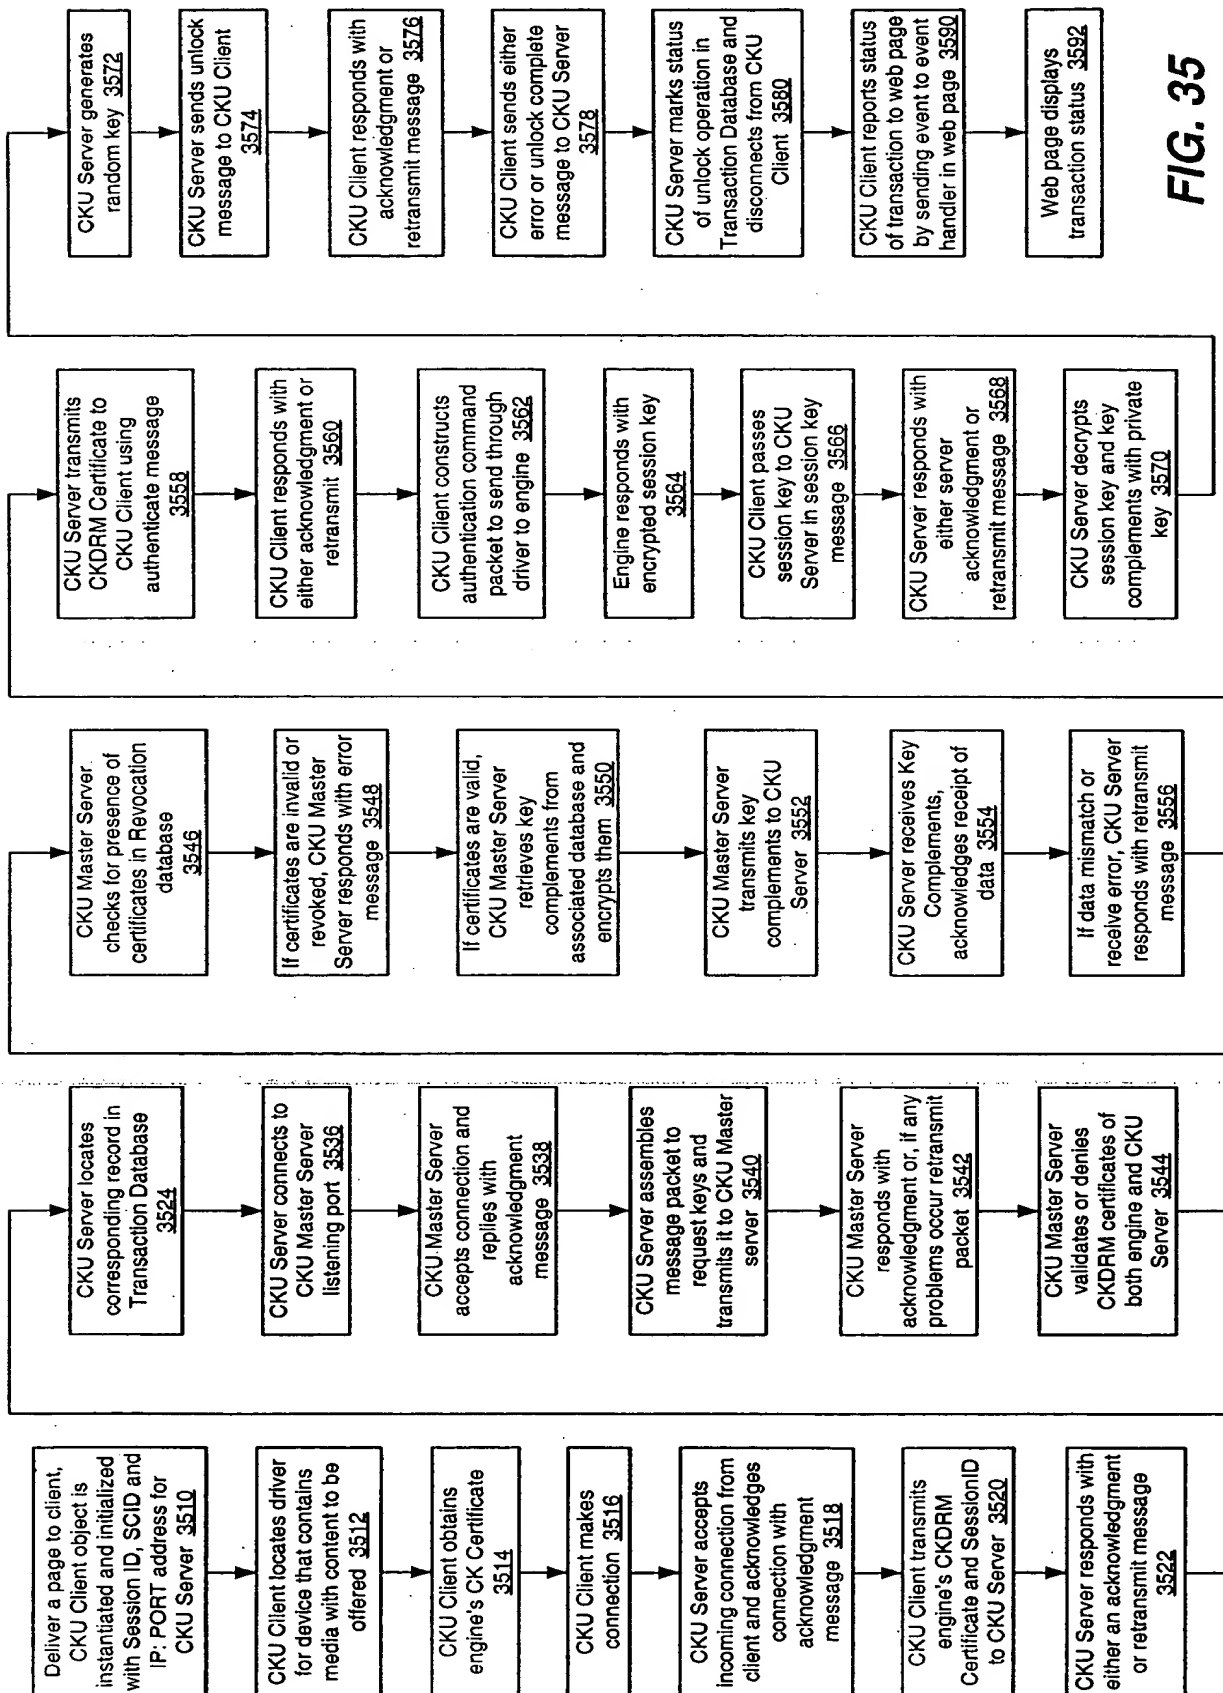 Deliver a page to client,
CKU Client object is
instantiated and initialized
with Session ID, SCID and
IP: PORT address for
CKU Server 3510
CKU Client locates driver
for device that contains
media with content to be
offered 3512
CKU Client obtains
engine's CK Certificate
3514
CKU Client makes
connection 3516
CKU Server accepts
incoming connection from
client and acknowledges
connection with
acknowledgment
message 3518
CKU Client transmits
engine's CKDRM
Certificate and SessionID
to CKU Server 3520
CKU Server responds with
either an acknowledgment
or retransmit message
3522
CKU Server locates
corresponding record in
Transaction Database
3524
CKU Server connects to
CKU Master Server
listening port 3536
CKU Master Server
accepts connection and
replies with
acknowledgment
message 3538
CKU Server assembles
message packet to
request keys and
transmits it to CKU Master
server 3540
CKU Master Server
responds with
acknowledgment or, if any
problems occur retransmit
packet 3542
CKU Master Server
validates or denies
CKDRM certificates of
both engine and CKU
Server 3544
CKU Master Server
checks for presence of
certificates in Revocation
database
3546
If certificates are invalid or
revoked, CKU Master
Server responds with error
message 3548
If certificates are valid,
CKU Master Server
retrieves key
complements from
associated database and
encrypts them 3550
CKU Master Server
transmits key
complements to CKU
Server 3552
CKU Server receives Key
Complements,
acknowledges receipt of
data 3554
If data mismatch or
receive error, CKU Server
responds with retransmit
message 3556
CKU Server transmits
CKDRM Certificate to
CKU Client using
authenticate message
3558
CKU Client responds with
either acknowledgment or
retransmit 3560
CKU Client constructs
authentication command
packet to send through
driver to engine 3562
Engine responds with
encrypted session key
3564
CKU Client passes
session key to CKU
Server in session key
message 3566
CKU Server responds with
either server
acknowledgment or
retransmit message 3568
CKU Server decrypts
session key and key
complements with private
key 3570
CKU Server generates
random key 3572
CKU Server sends unlock
message to CKU Client
3574
CKU Client responds with
acknowledgment or
retransmit message 3576
CKU Client sends either
error or unlock complete
message to CKU Server
3578
CKU Server marks status
of unlock operation in
Transaction Database and
disconnects from CKU
Client 3580
CKU Client reports status
of transaction to web page
by sending event to event
handler in web page 3590
Web page displays
transaction status 3592
FIG. 35